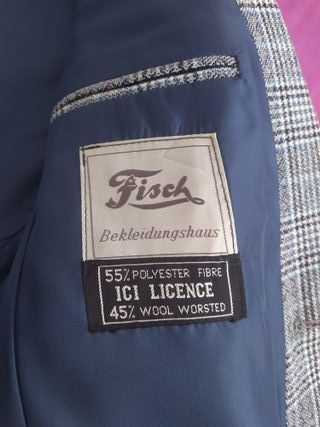 Fisch
Bekleidungshaus
55% POLYESTER FIBRE
ICI LICENCE
45% WOOL WORSTED